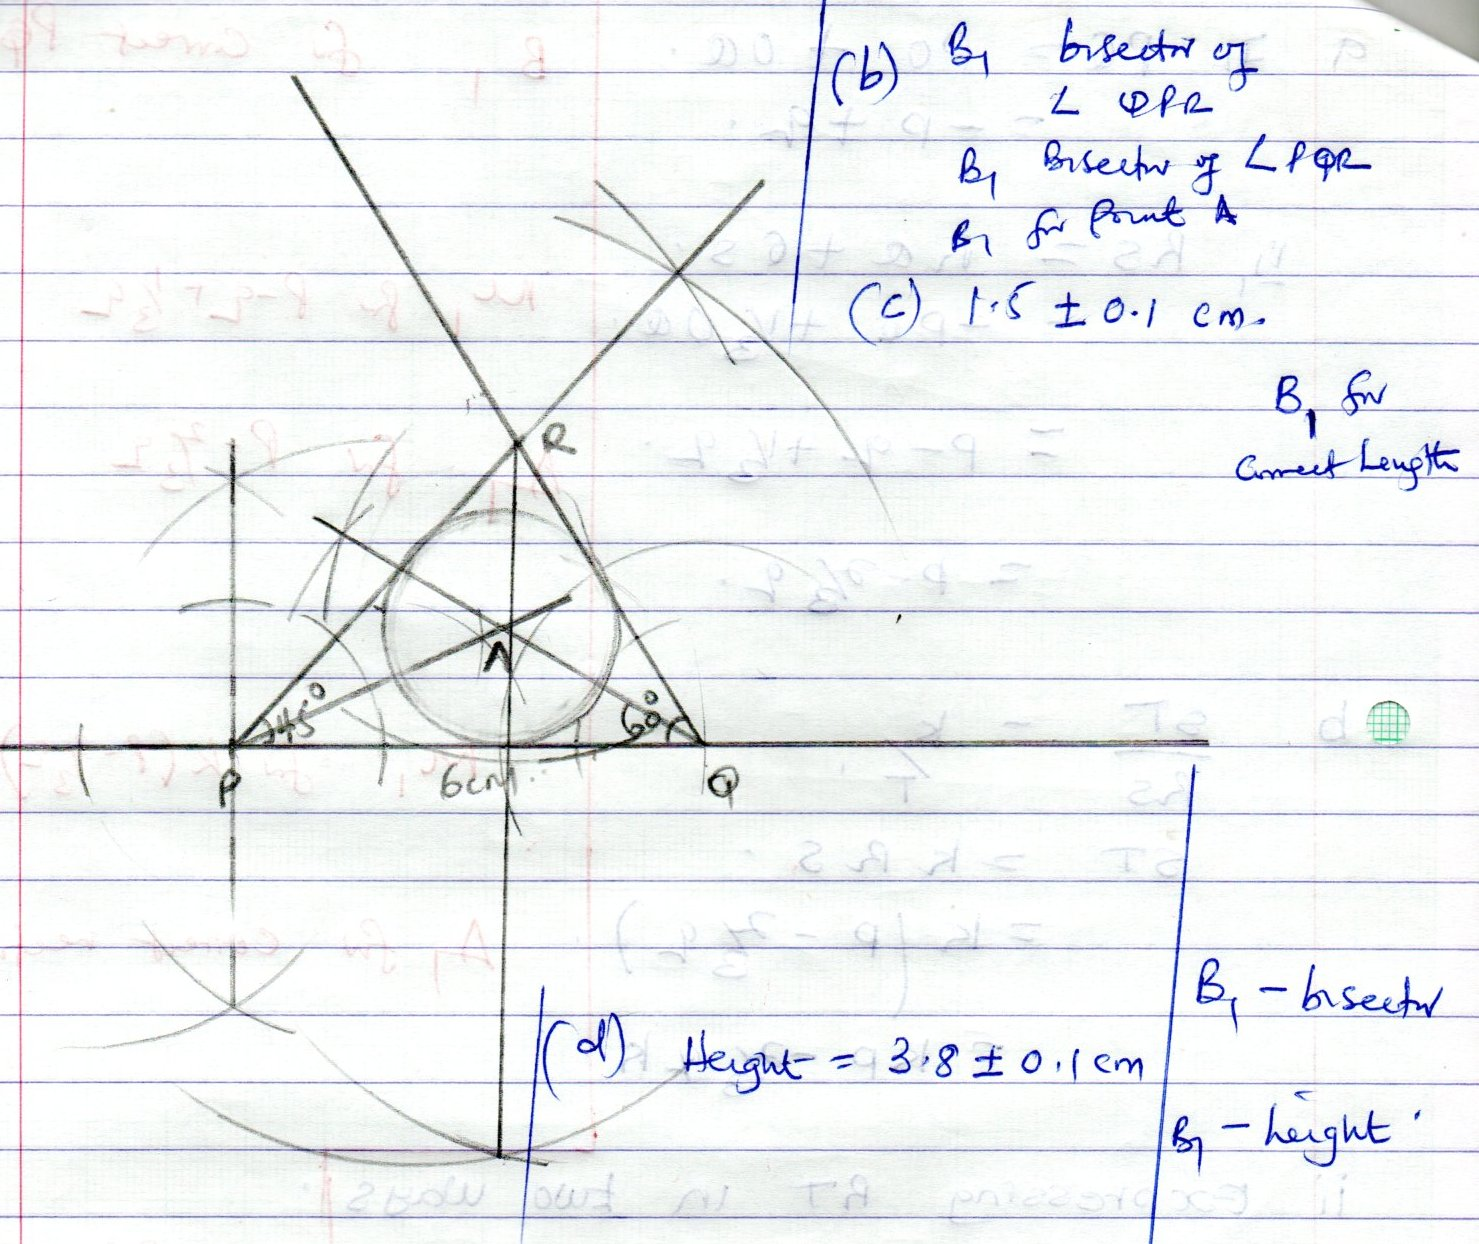 (b) B1 bisector of
∠ QPR
B1 Bisector of ∠PQR
B1 for Point A
(c) 1.5 ± 0.1 cm.
B1 for
Correct Length
R
A
45°
60°
P
6cm
Q
(d) Height = 3.8 ± 0.1 cm
B1 – bisector
B1 – height